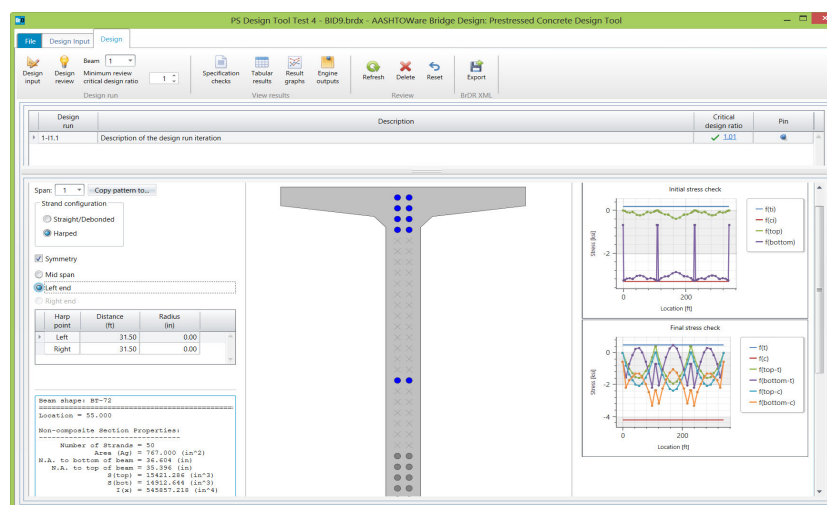 PS Design Tool Test 4 - BID9.brdx - AASHTOWare Bridge Design: Prestressed Concrete Design Tool
File Design Input Design
Beam 1
Design input
Design review
Minimum review critical design ratio 1
Specification checks
Tabular results
Result graphs
Engine outputs
Refresh Delete Reset Export
Design run View results Review BrDR XML
Design run Description Critical design ratio Pin
1-I1.1 Description of the design run iteration 1.01
Span: 1 Copy pattern to...
Strand configuration
Straight/Debonded
Harped
Symmetry
Mid span
Left end
Right end
Harp point Distance (ft) Radius (in)
Left 31.50 0.00
Right 31.50 0.00
Beam shape: BT-72
Location = 55.000
Non-composite Section Properties:
Number of Strands = 50
Area (Ag) = 767.000 (in^2)
N.A. to bottom of beam = 36.604 (in)
N.A. to top of beam = 35.396 (in)
S(top) = 15421.286 (in^3)
S(bot) = 14912.644 (in^3)
I(x) = 545857.218 (in^4)
Initial stress check
Stress [ksi]
0
-2
0 200
Location (ft)
f(ti)
f(ci)
f(top)
f(bottom)
Final stress check
Stress [ksi]
0
-2
-4
0 200
Location (ft)
f(t)
f(c)
f(top-t)
f(bottom-t)
f(top-c)
f(bottom-c)